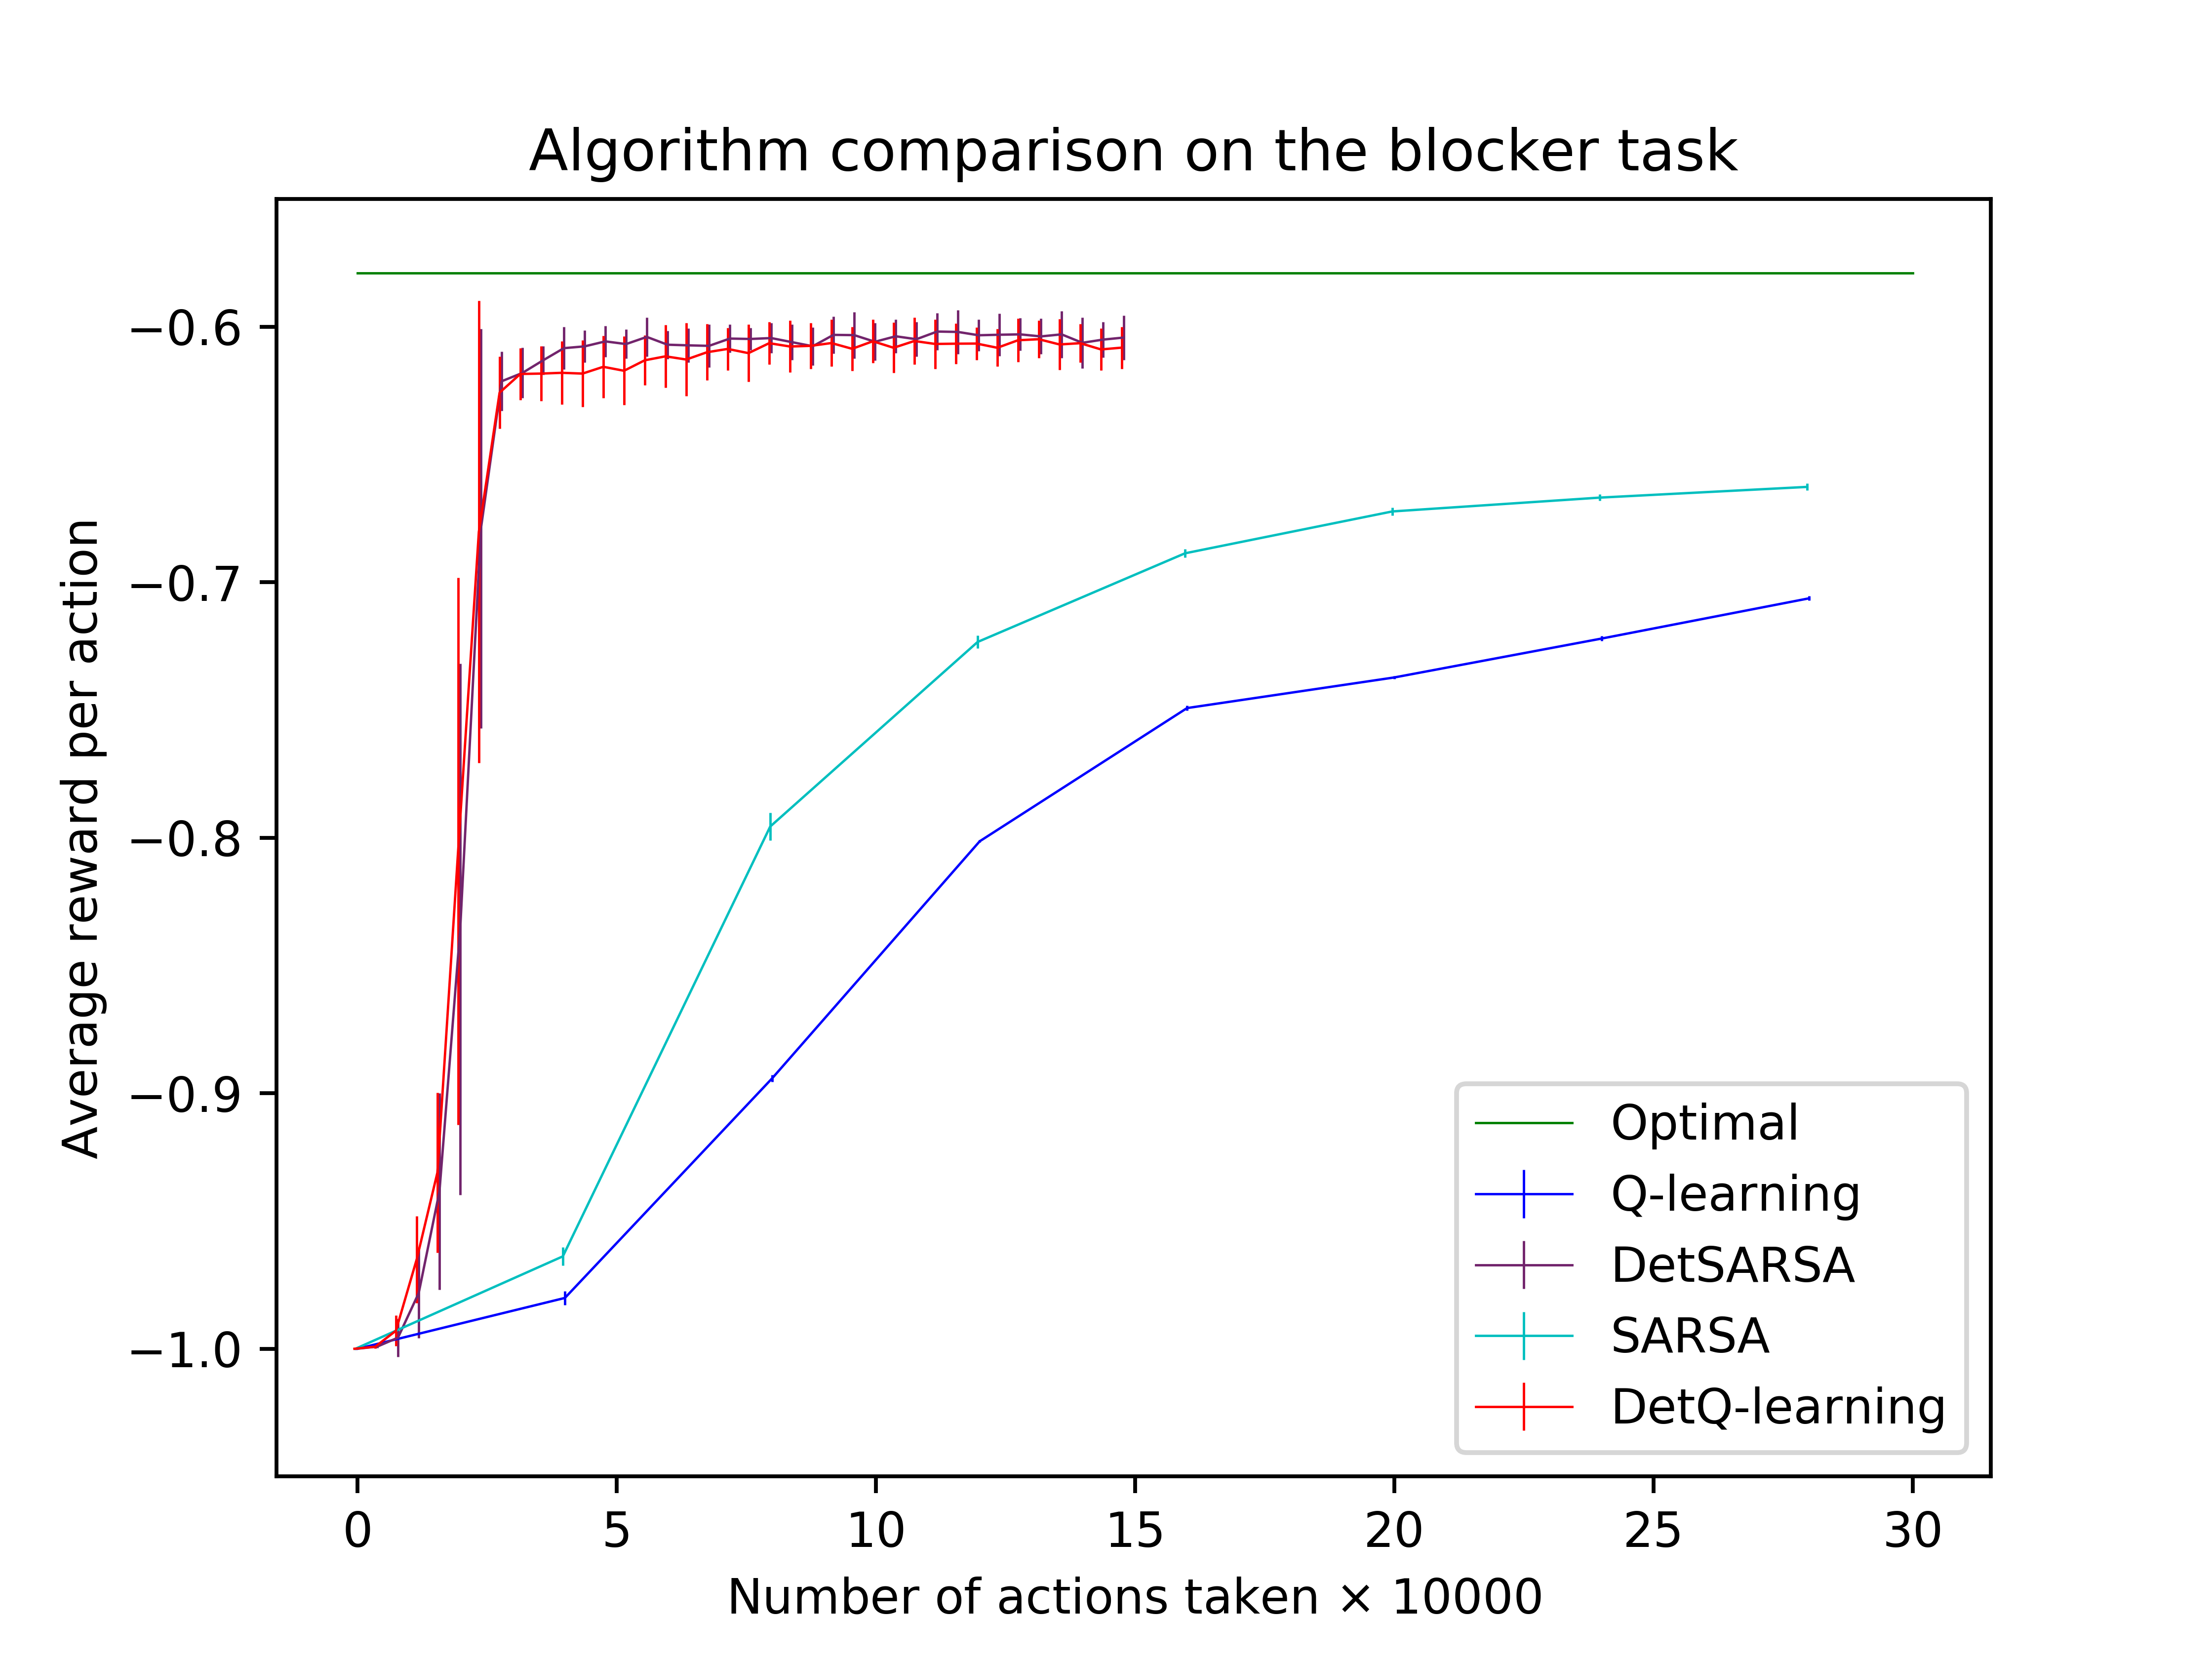 Algorithm comparison on the blocker task
Average reward per action
−0.6
−0.7
−0.8
−0.9
−1.0
Optimal
Q-learning
DetSARSA
SARSA
DetQ-learning
0 5 10 15 20 25 30
Number of actions taken × 10000